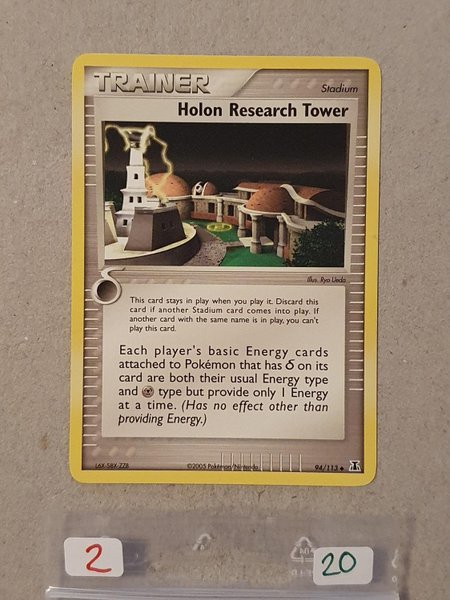 TRAINER
Stadium
Holon Research Tower
Illus. Ryo Ueda
This card stays in play when you play it. Discard this
card if another Stadium card comes into play. If
another card with the same name is in play, you can't
play this card.
Each player's basic Energy cards
attached to Pokémon that has δ on its
card are both their usual Energy type
and type but provide only 1 Energy
at a time. (Has no effect other than
providing Energy.)
L6X-S8X-ZZB
©2005 Pokémon/Nintendo
94/113
2
20